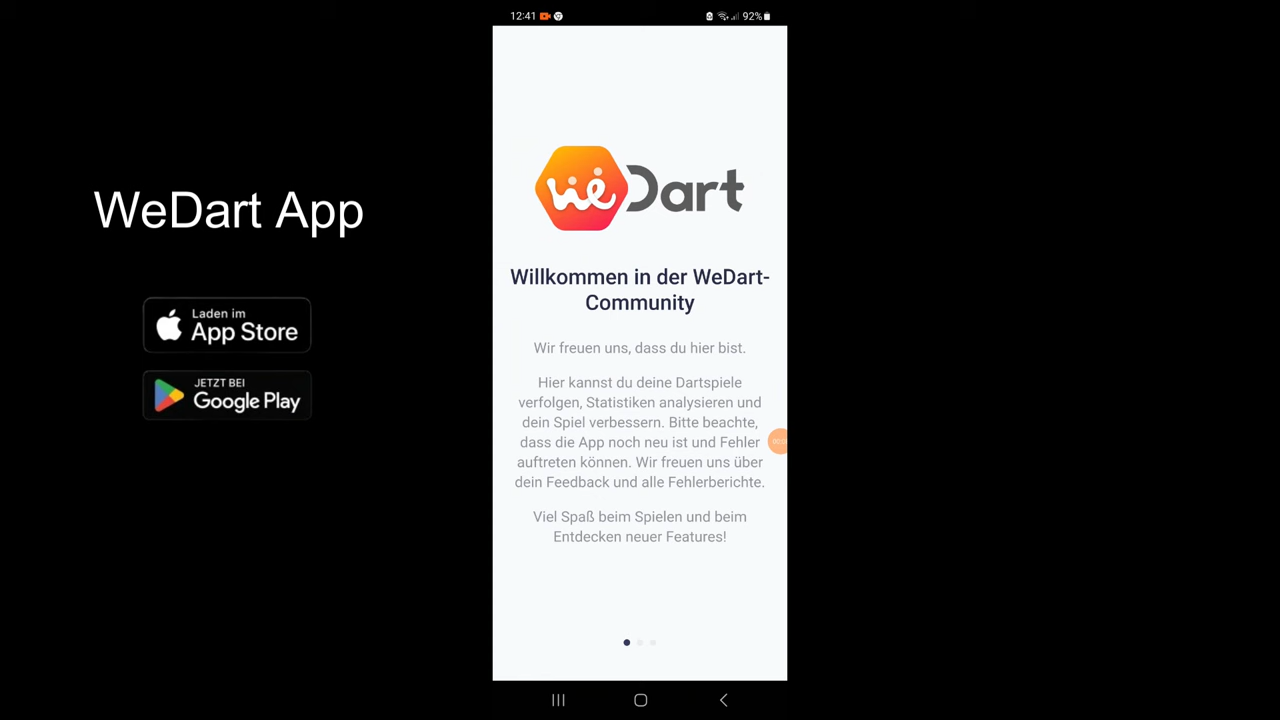 12:41
92%
WeDart App
Laden im
App Store
JETZT BEI
Google Play
weDart
Willkommen in der WeDart-
Community
Wir freuen uns, dass du hier bist.
Hier kannst du deine Dartspiele
verfolgen, Statistiken analysieren und
dein Spiel verbessern. Bitte beachte,
dass die App noch neu ist und Fehler
auftreten können. Wir freuen uns über
dein Feedback und alle Fehlerberichte.
Viel Spaß beim Spielen und beim
Entdecken neuer Features!